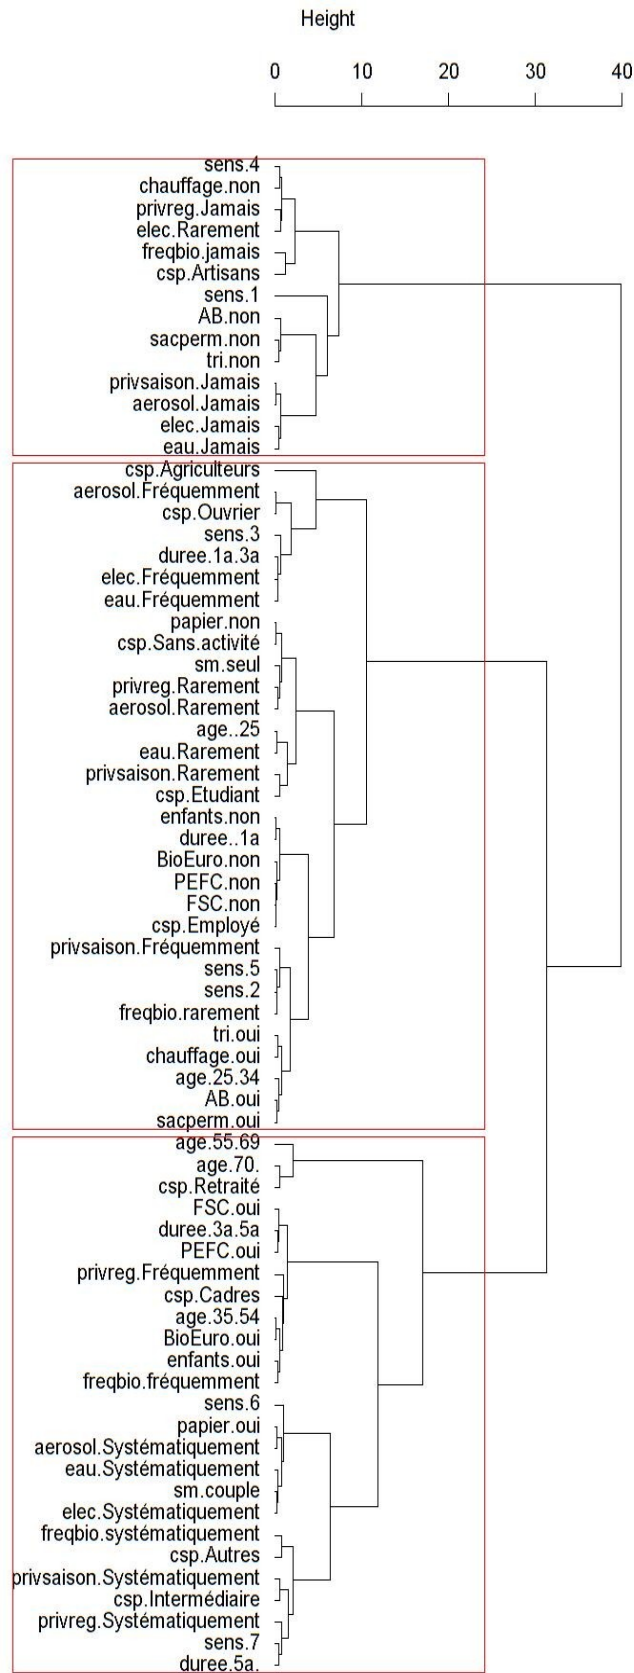 Height
0 10 20 30 40
sens.4
chauffage.non
privreg.Jamais
elec.Rarement
freqbio.jamais
csp.Artisans
sens.1
AB.non
sacperm.non
tri.non
privsaison.Jamais
aerosol.Jamais
elec.Jamais
eau.Jamais
csp.Agriculteurs
aerosol.Fréquemment
csp.Ouvrier
sens.3
duree.1a.3a
elec.Fréquemment
eau.Fréquemment
papier.non
csp.Sans.activité
sm.seul
privreg.Rarement
aerosol.Rarement
age..25
eau.Rarement
privsaison.Rarement
csp.Etudiant
enfants.non
duree..1a
BioEuro.non
PEFC.non
FSC.non
csp.Employé
privsaison.Fréquemment
sens.5
sens.2
freqbio.rarement
tri.oui
chauffage.oui
age.25.34
AB.oui
sacperm.oui
age.55.69
age.70.
csp.Retraité
FSC.oui
duree.3a.5a
PEFC.oui
privreg.Fréquemment
csp.Cadres
age.35.54
BioEuro.oui
enfants.oui
freqbio.fréquemment
sens.6
papier.oui
aerosol.Systématiquement
eau.Systématiquement
sm.couple
elec.Systématiquement
freqbio.systématiquement
csp.Autres
privsaison.Systématiquement
csp.Intermédiaire
privreg.Systématiquement
sens.7
duree.5a.